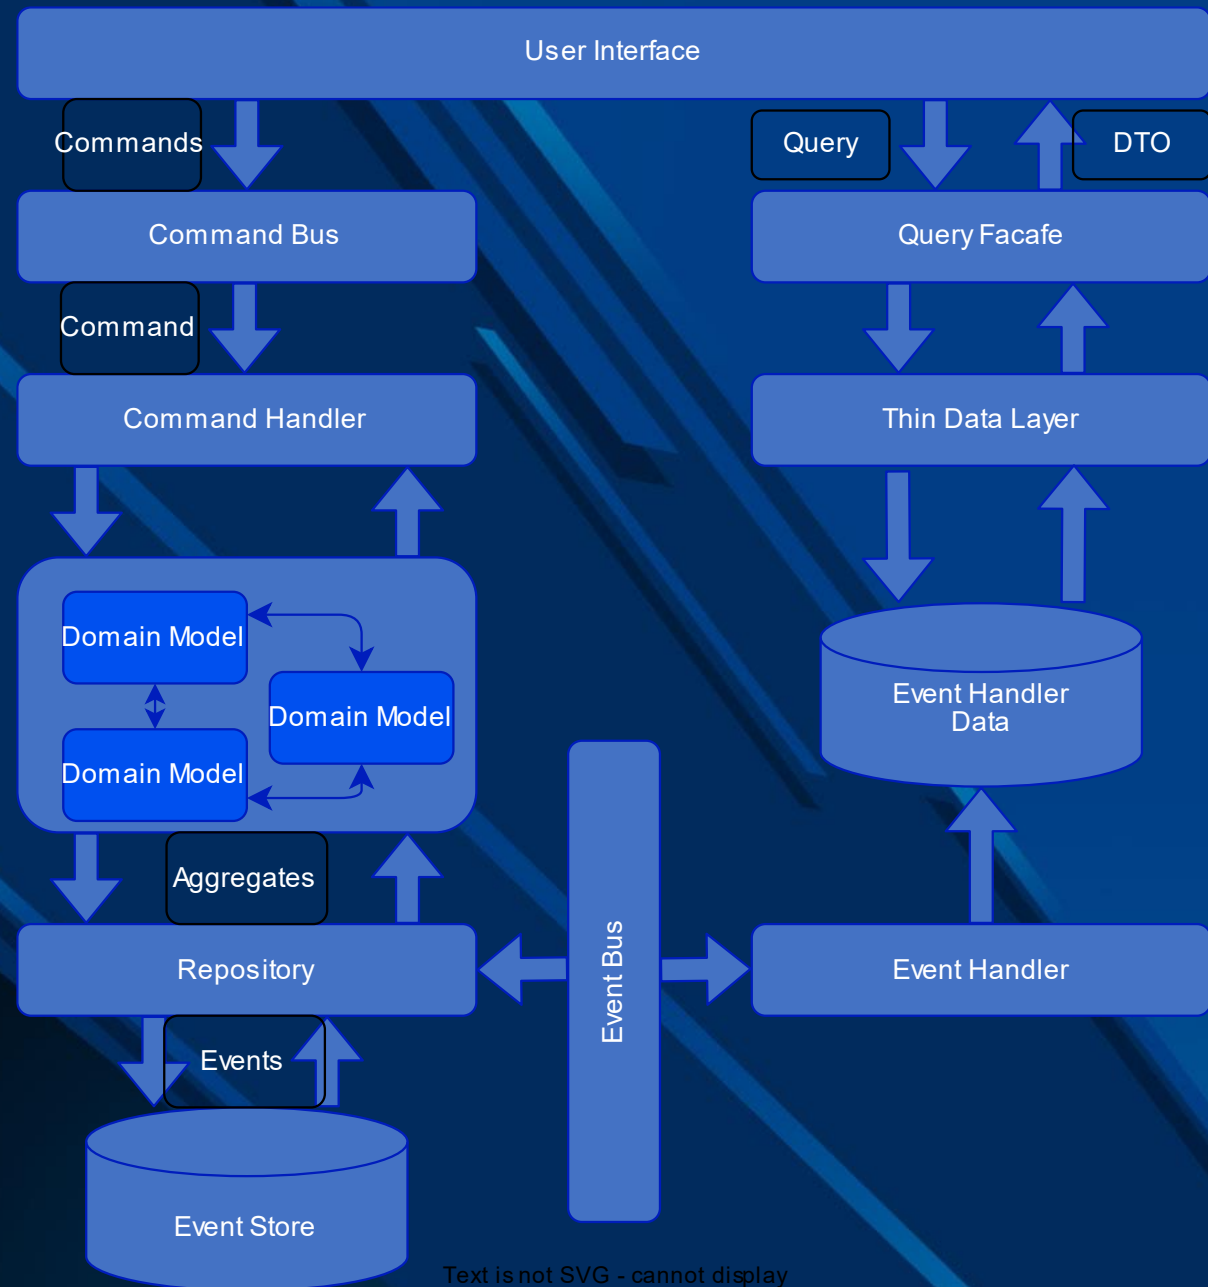 User Interface
Commands
Query
DTO
Command Bus
Query Facafe
Command
Command Handler
Thin Data Layer
Domain Model
Domain Model
Domain Model
Event Handler
Data
Aggregates
Repository
Event Bus
Event Handler
Events
Event Store
Text is not SVG - cannot display